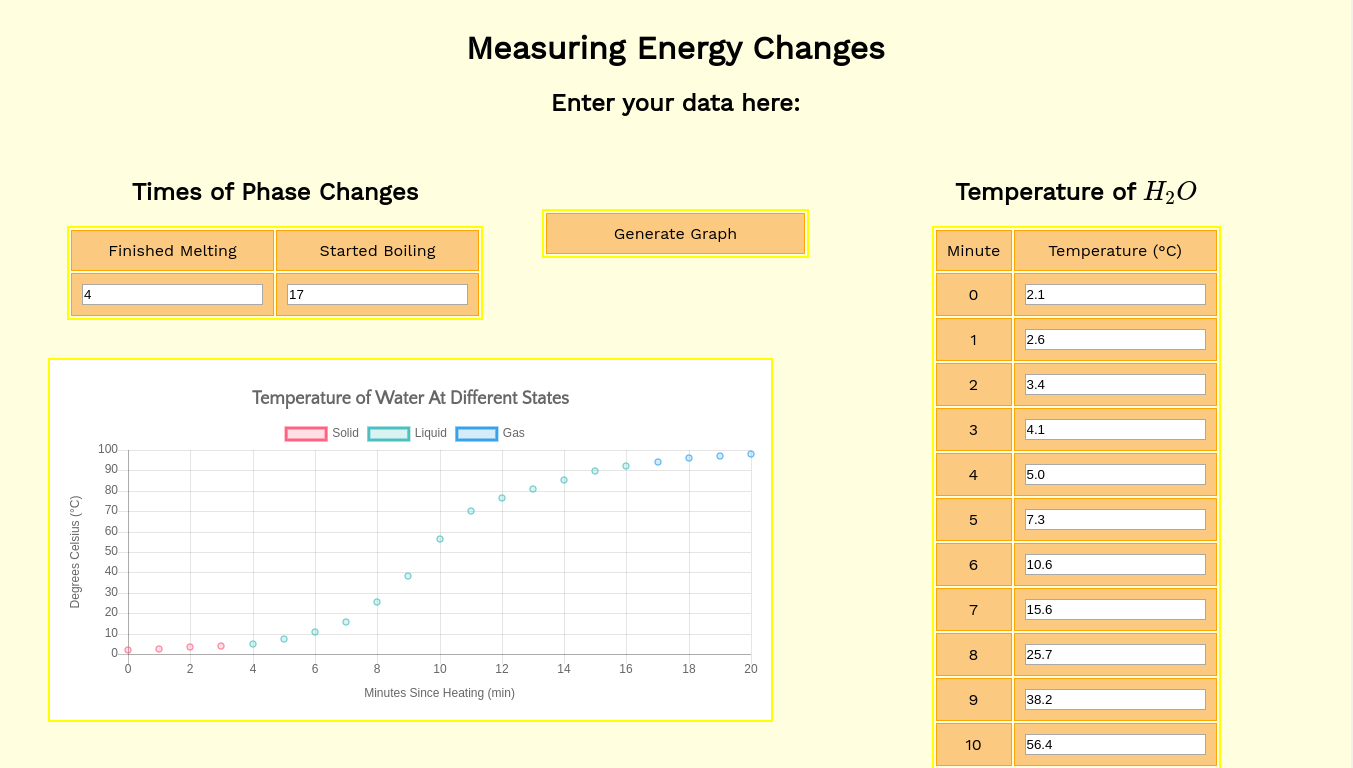 Measuring Energy Changes
Enter your data here:
Times of Phase Changes
Finished Melting Started Boiling
4 17
Generate Graph
Temperature of Water At Different States
Solid Liquid Gas
100
90
80
70
60
50
40
30
20
10
0
Degrees Celsius (°C)
0 2 4 6 8 10 12 14 16 18 20
Minutes Since Heating (min)
Temperature of H₂O
Minute Temperature (°C)
0 2.1
1 2.6
2 3.4
3 4.1
4 5.0
5 7.3
6 10.6
7 15.6
8 25.7
9 38.2
10 56.4